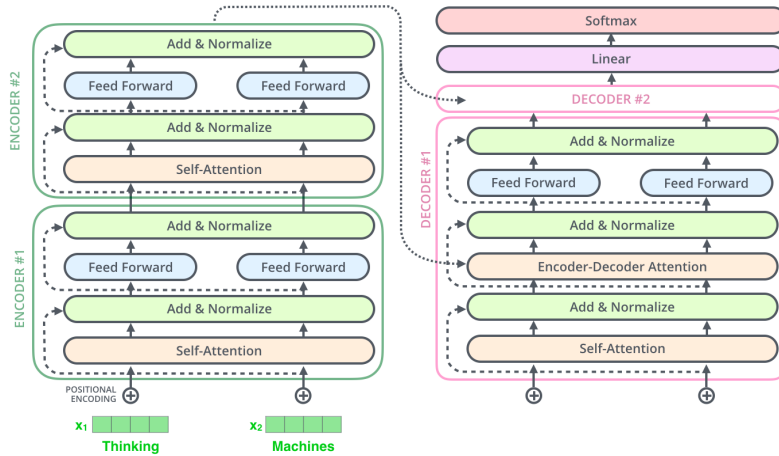 ENCODER #2
Add & Normalize
Feed Forward
Feed Forward
Add & Normalize
Self-Attention
ENCODER #1
Add & Normalize
Feed Forward
Feed Forward
Add & Normalize
Self-Attention
POSITIONAL
ENCODING
x1
x2
Thinking
Machines
Softmax
Linear
DECODER #2
DECODER #1
Add & Normalize
Feed Forward
Feed Forward
Add & Normalize
Encoder-Decoder Attention
Add & Normalize
Self-Attention